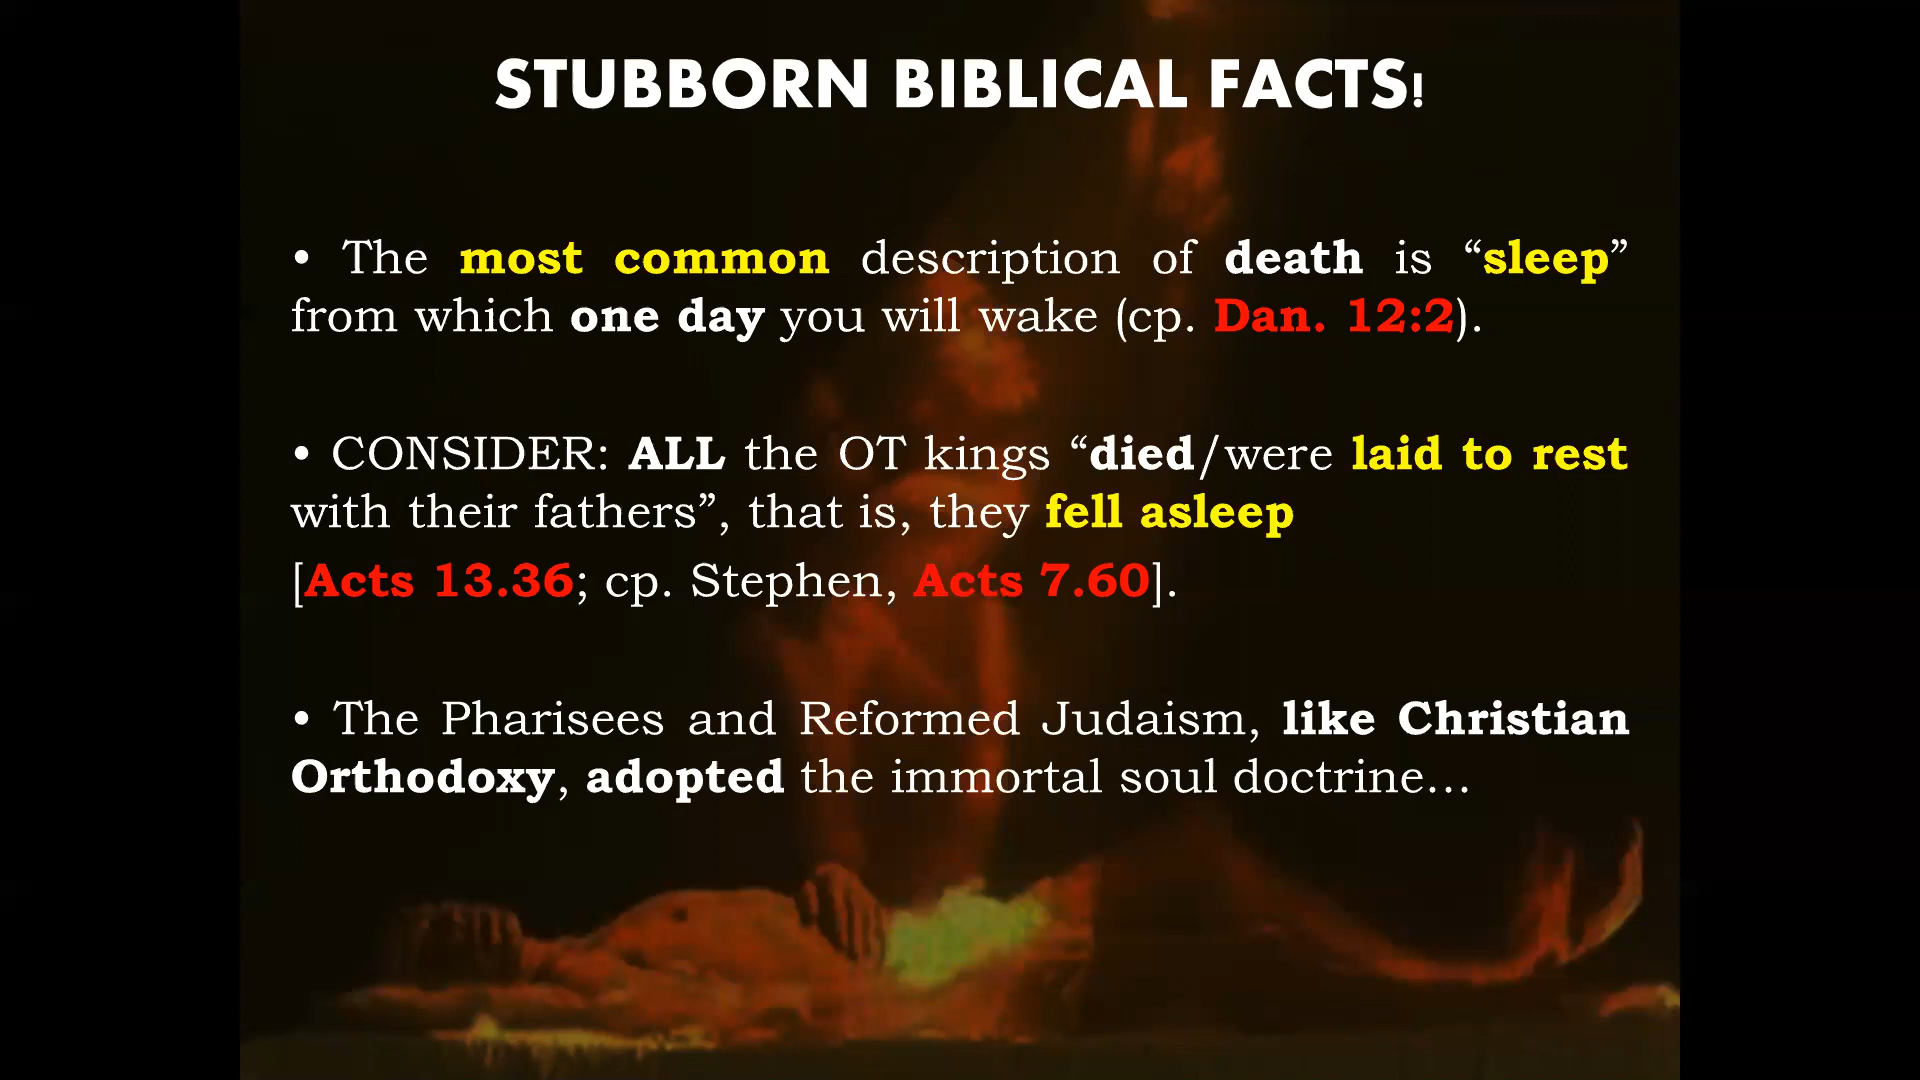 STUBBORN BIBLICAL FACTS!
• The most common description of death is “sleep”
from which one day you will wake (cp. Dan. 12:2).
• CONSIDER: ALL the OT kings “died/were laid to rest
with their fathers”, that is, they fell asleep
[Acts 13.36; cp. Stephen, Acts 7.60].
• The Pharisees and Reformed Judaism, like Christian
Orthodoxy, adopted the immortal soul doctrine…